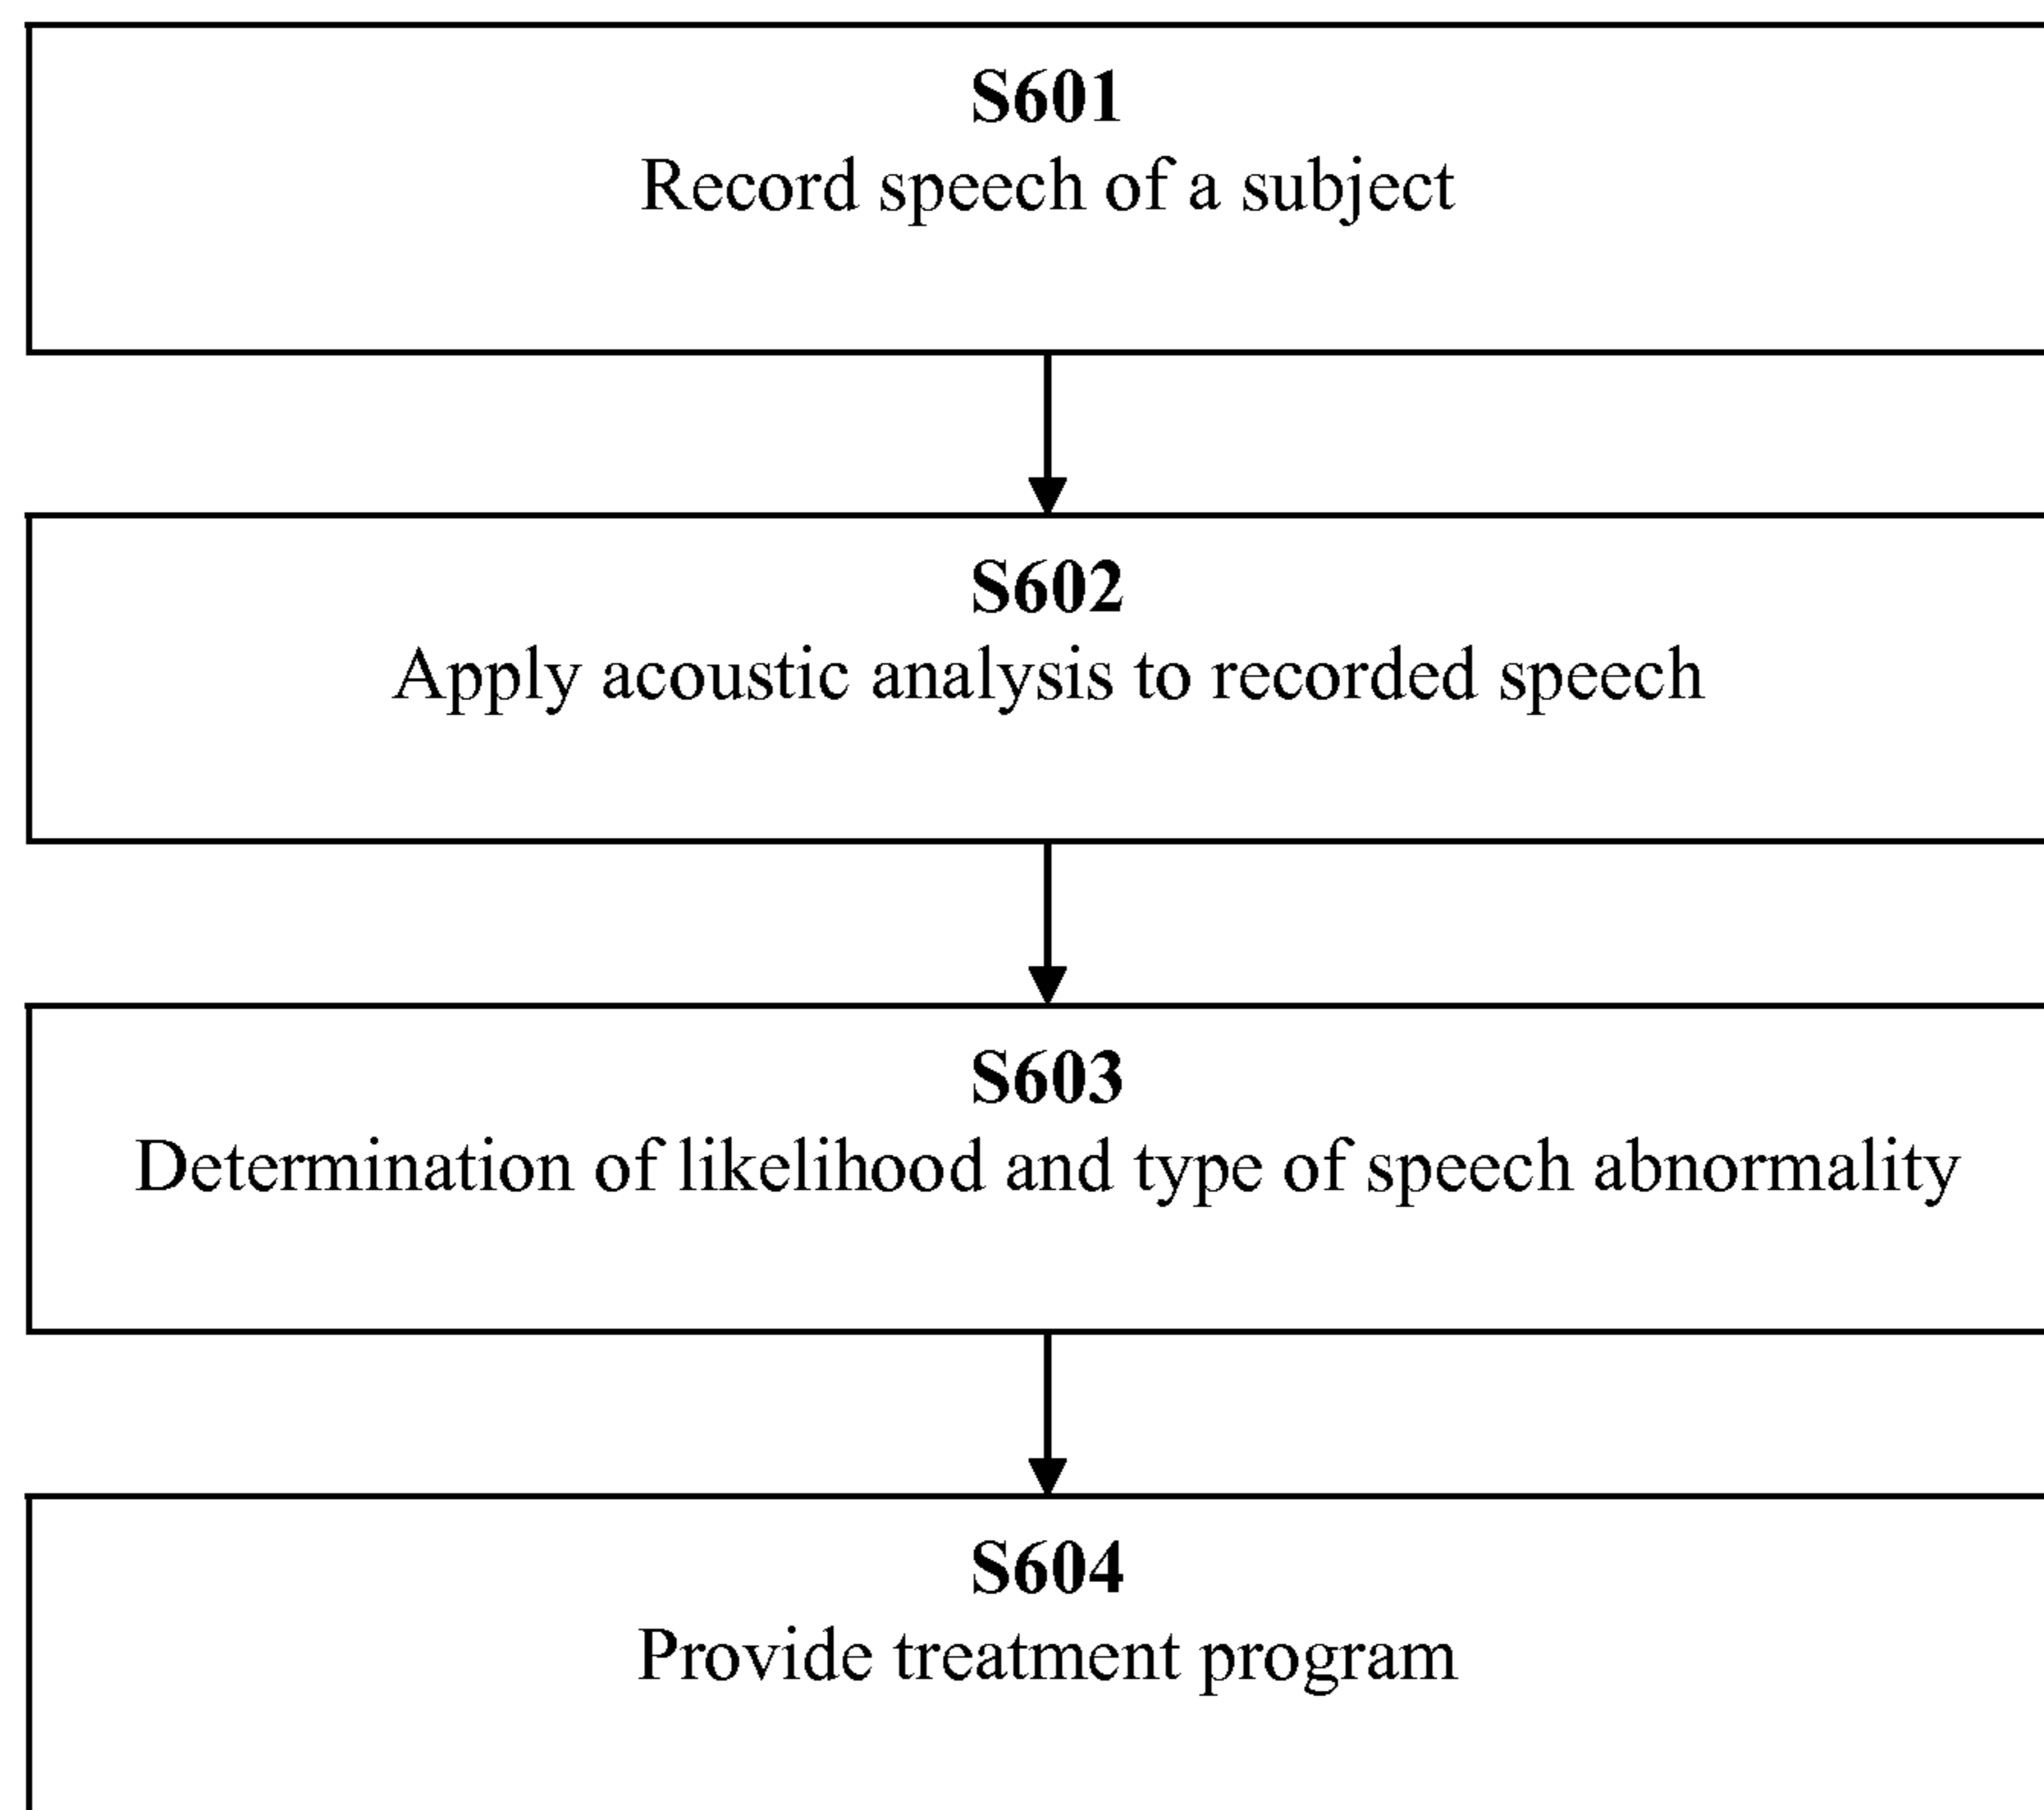 S601
Record speech of a subject
S602
Apply acoustic analysis to recorded speech
S603
Determination of likelihood and type of speech abnormality
S604
Provide treatment program